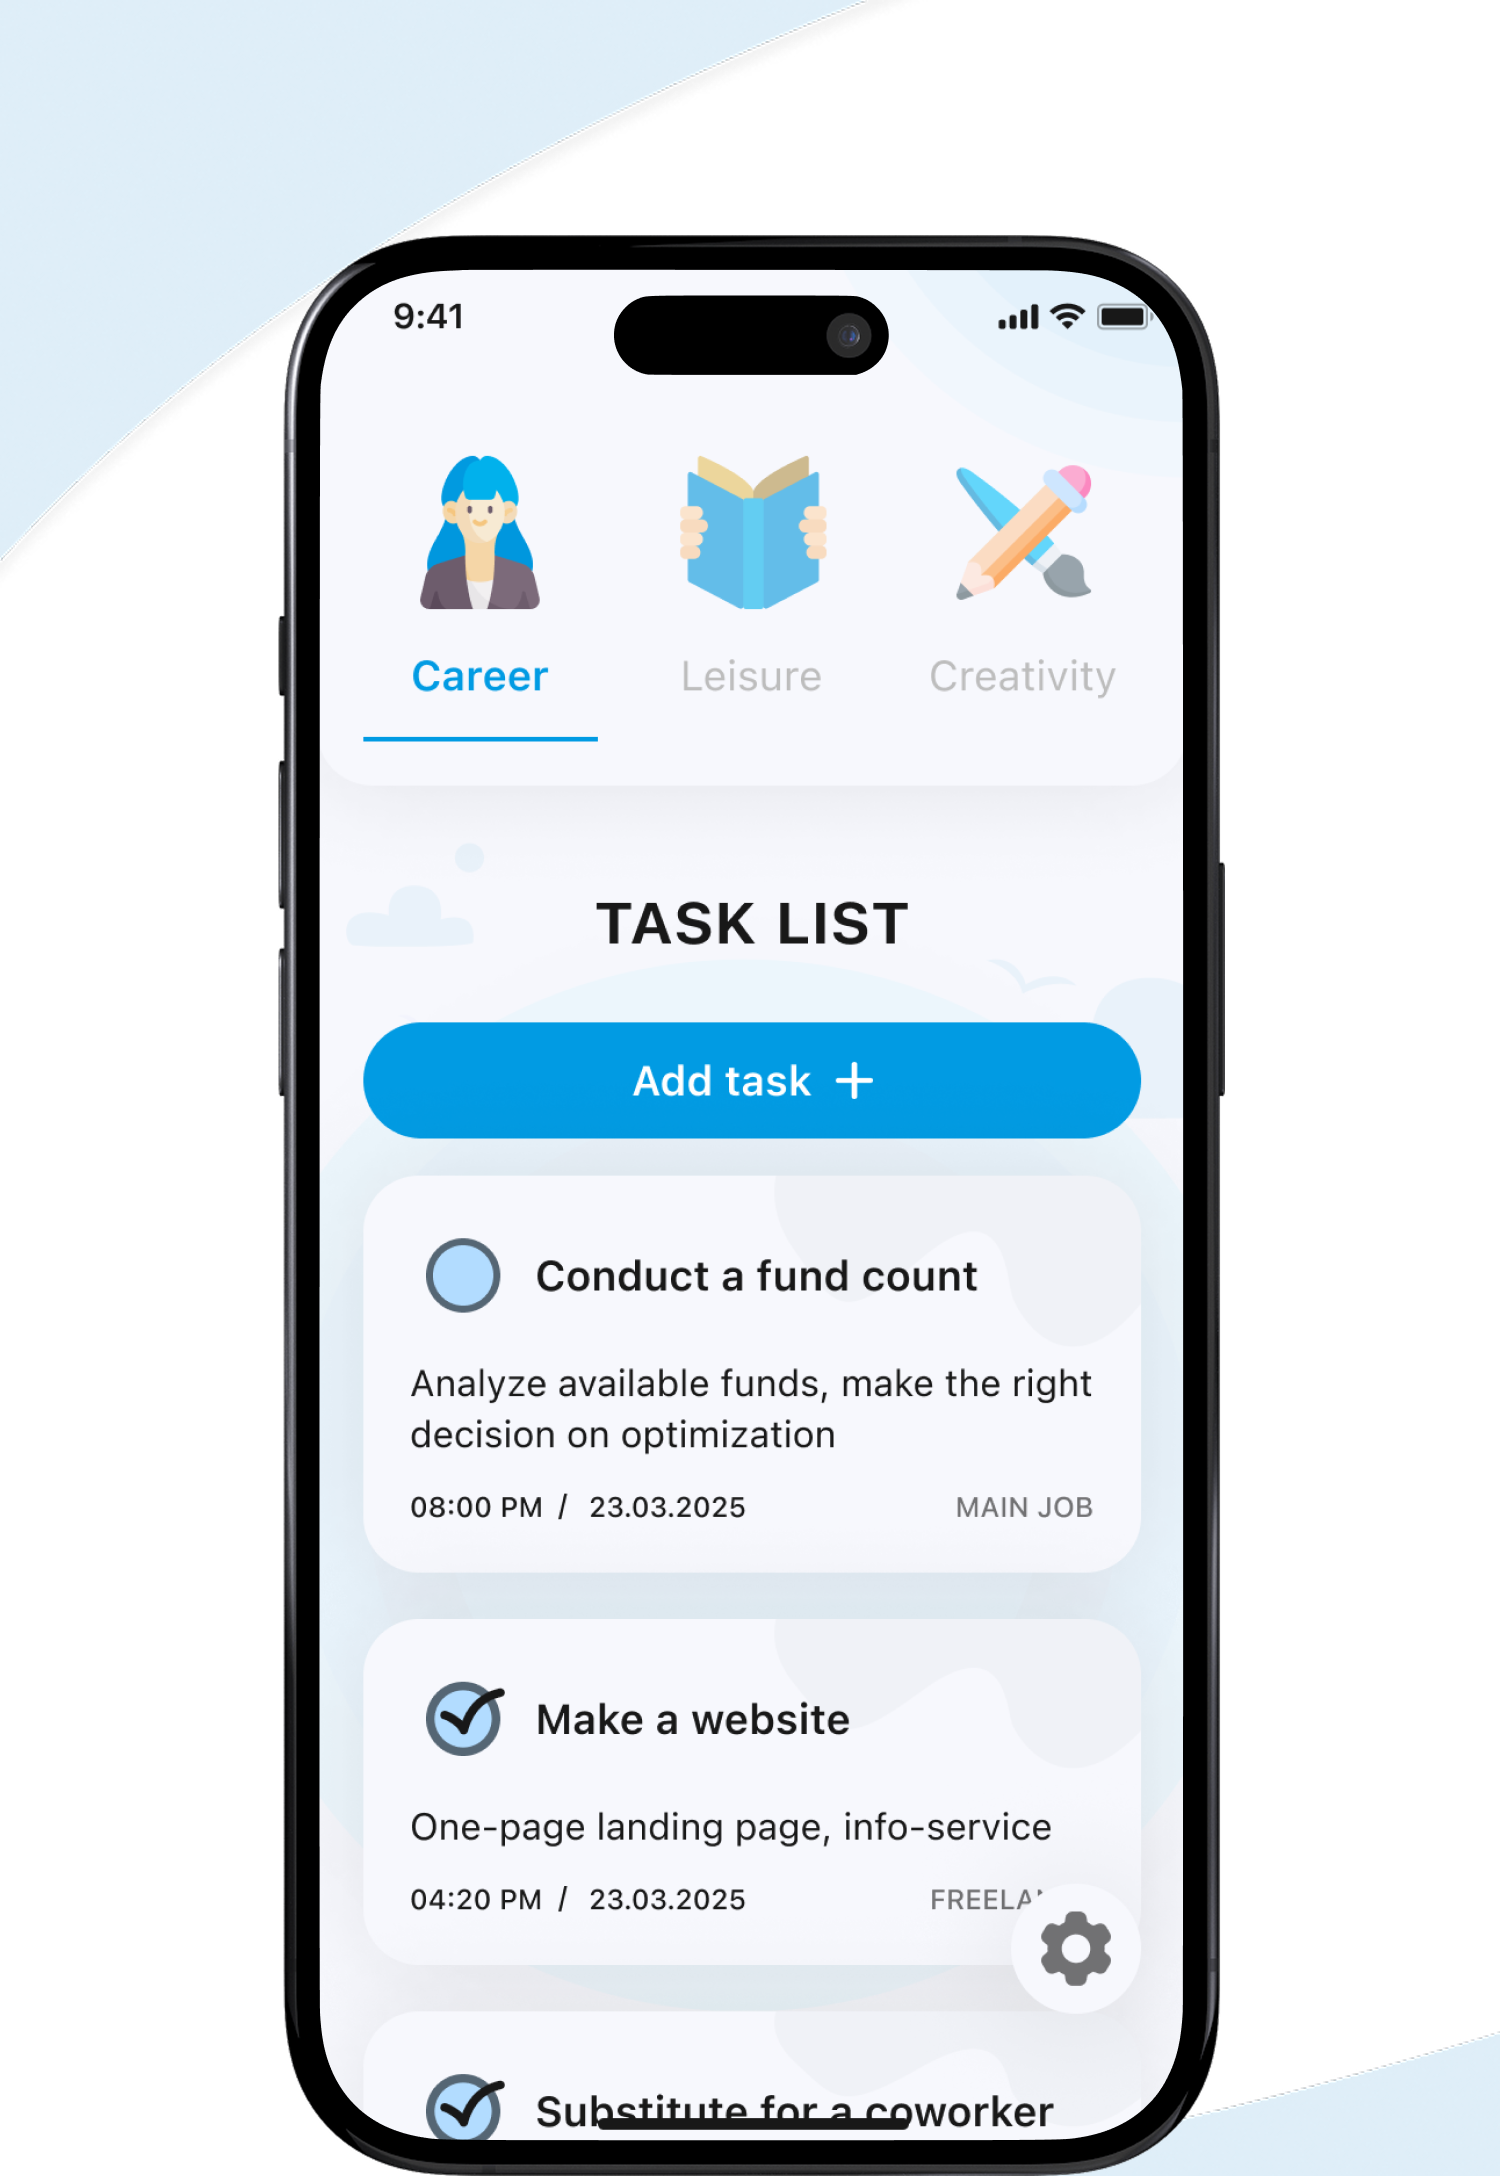 9:41
Career
Leisure
Creativity
TASK LIST
Add task +
Conduct a fund count
Analyze available funds, make the right
decision on optimization
08:00 PM / 23.03.2025
MAIN JOB
Make a website
One-page landing page, info-service
04:20 PM / 23.03.2025
Substitute for a coworker